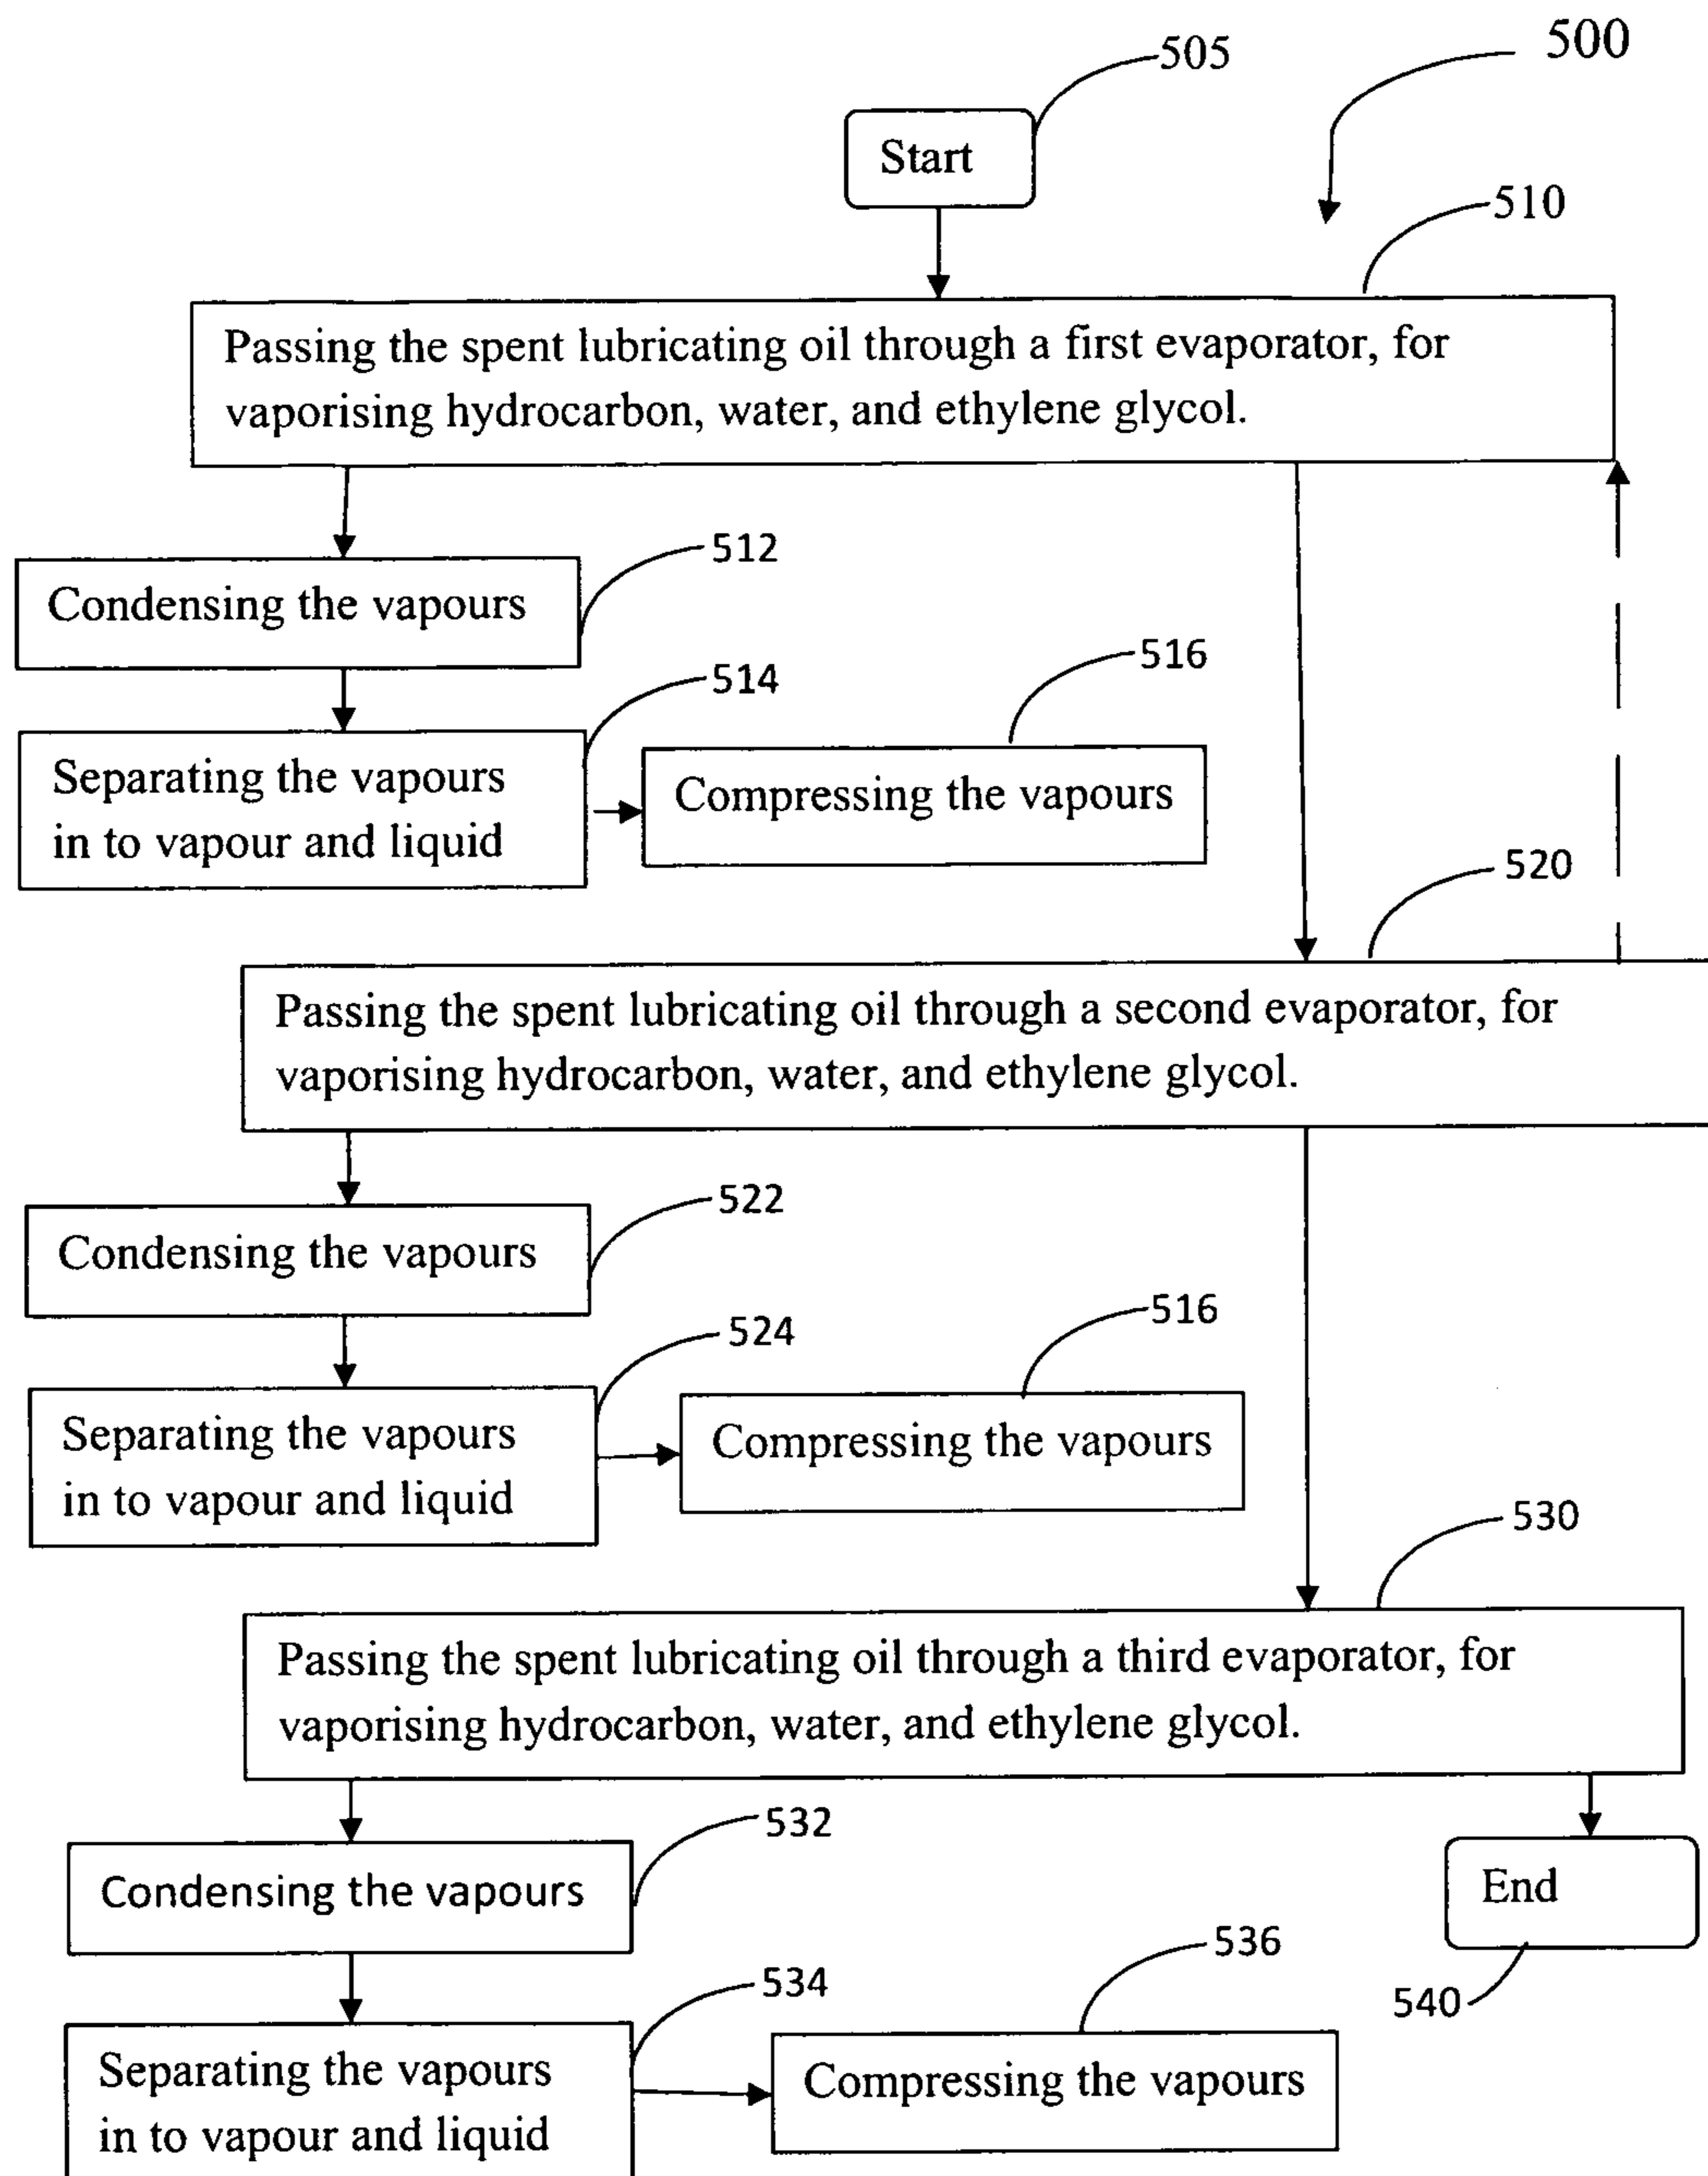 505
500
Start
510
Passing the spent lubricating oil through a first evaporator, for
vaporising hydrocarbon, water, and ethylene glycol.
512
Condensing the vapours
516
514
Separating the vapours
in to vapour and liquid
Compressing the vapours
520
Passing the spent lubricating oil through a second evaporator, for
vaporising hydrocarbon, water, and ethylene glycol.
522
Condensing the vapours
516
524
Separating the vapours
in to vapour and liquid
Compressing the vapours
530
Passing the spent lubricating oil through a third evaporator, for
vaporising hydrocarbon, water, and ethylene glycol.
532
Condensing the vapours
End
536
534
540
Separating the vapours
in to vapour and liquid
Compressing the vapours